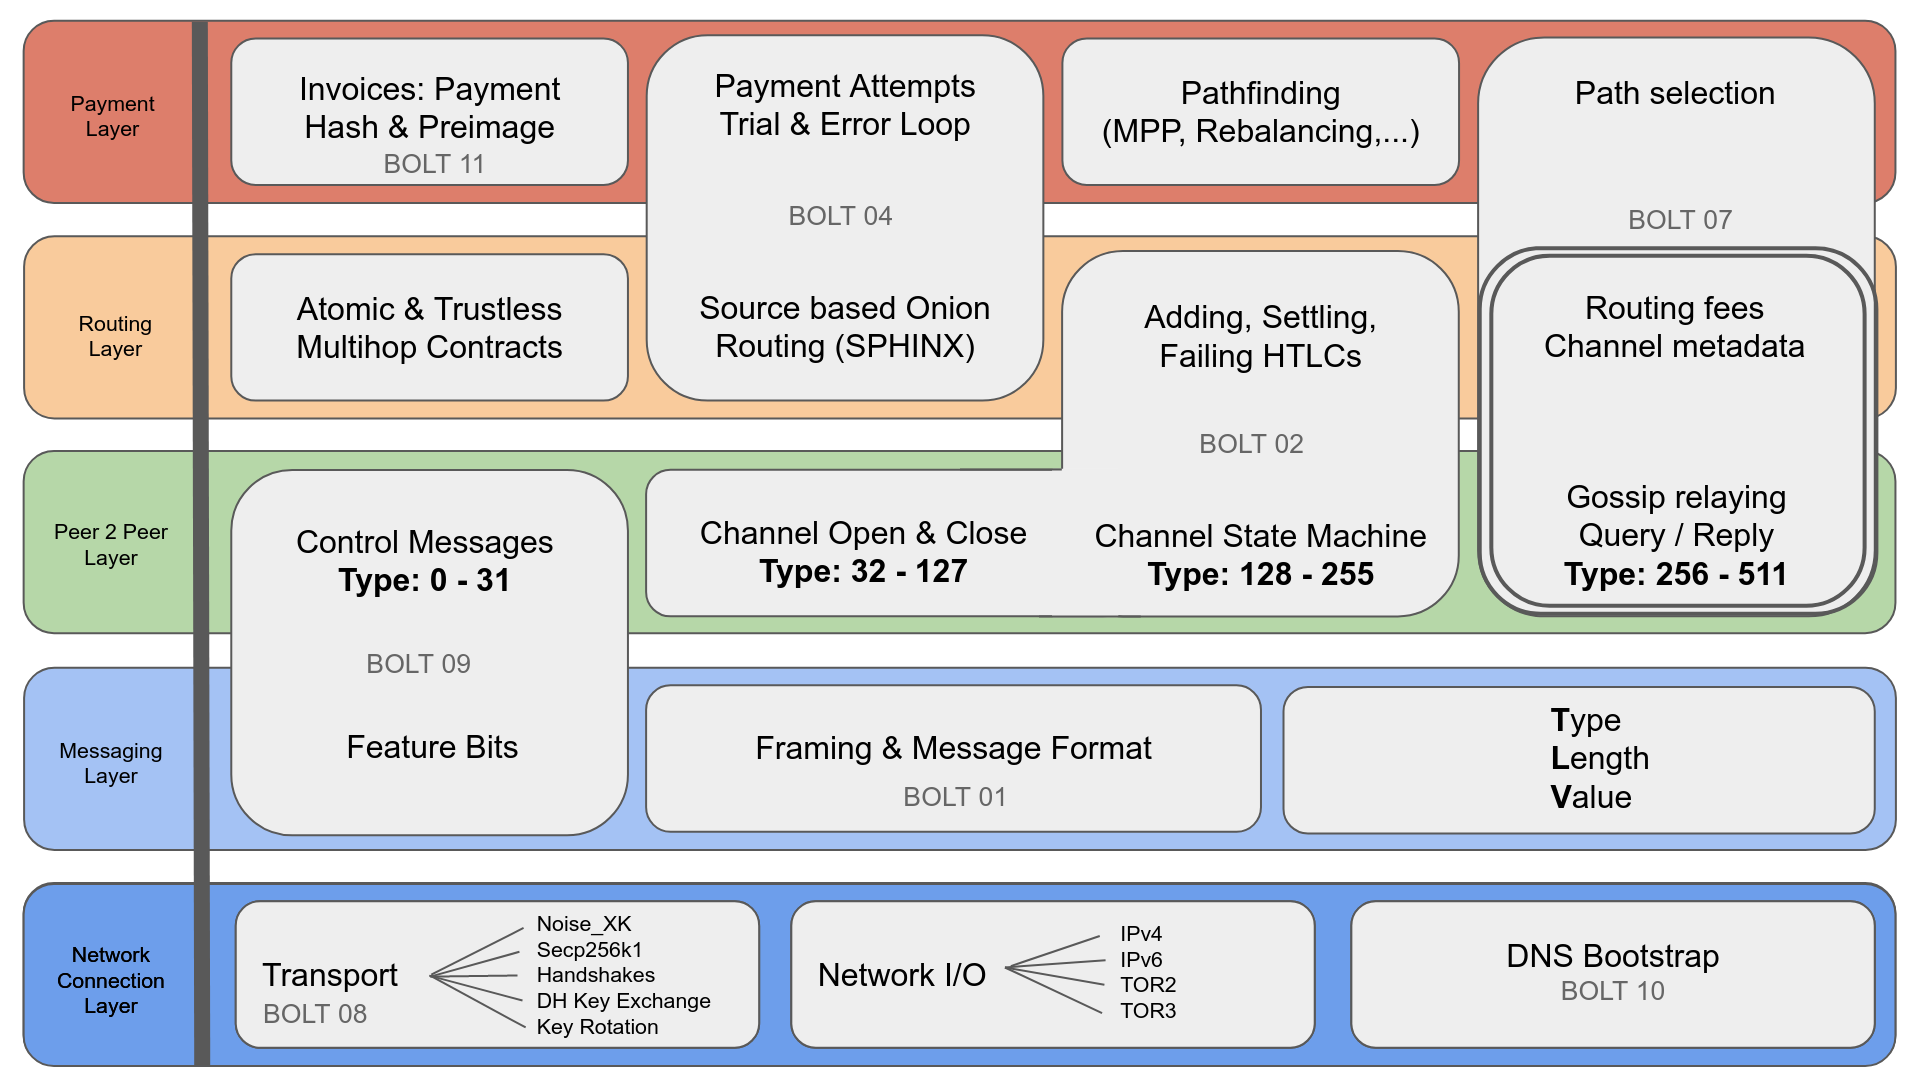 Payment
Layer
Invoices: Payment
Hash & Preimage
BOLT 11
Payment Attempts
Trial & Error Loop
BOLT 04
Source based Onion
Routing (SPHINX)
Pathfinding
(MPP, Rebalancing,...)
Path selection
BOLT 07
Routing fees
Channel metadata
Gossip relaying
Query / Reply
Type: 256 - 511
Routing
Layer
Atomic & Trustless
Multihop Contracts
Adding, Settling,
Failing HTLCs
BOLT 02
Channel State Machine
Type: 128 - 255
Peer 2 Peer
Layer
Control Messages
Type: 0 - 31
BOLT 09
Feature Bits
Channel Open & Close
Type: 32 - 127
Messaging
Layer
Framing & Message Format
BOLT 01
Type
Length
Value
Network
Connection
Layer
Transport
BOLT 08
Noise_XK
Secp256k1
Handshakes
DH Key Exchange
Key Rotation
Network I/O
IPv4
IPv6
TOR2
TOR3
DNS Bootstrap
BOLT 10